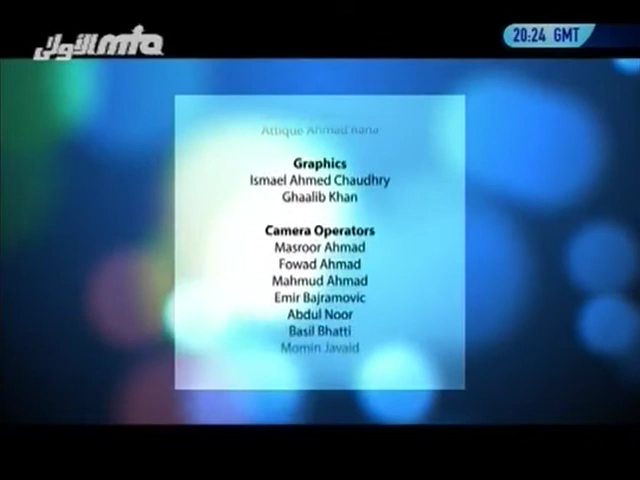 mta الأولى
20:24 GMT
Attique Ahmad Rana
Graphics
Ismael Ahmed Chaudhry
Ghaalib Khan
Camera Operators
Masroor Ahmad
Fowad Ahmad
Mahmud Ahmad
Emir Bajramovic
Abdul Noor
Basil Bhatti
Momin Javaid